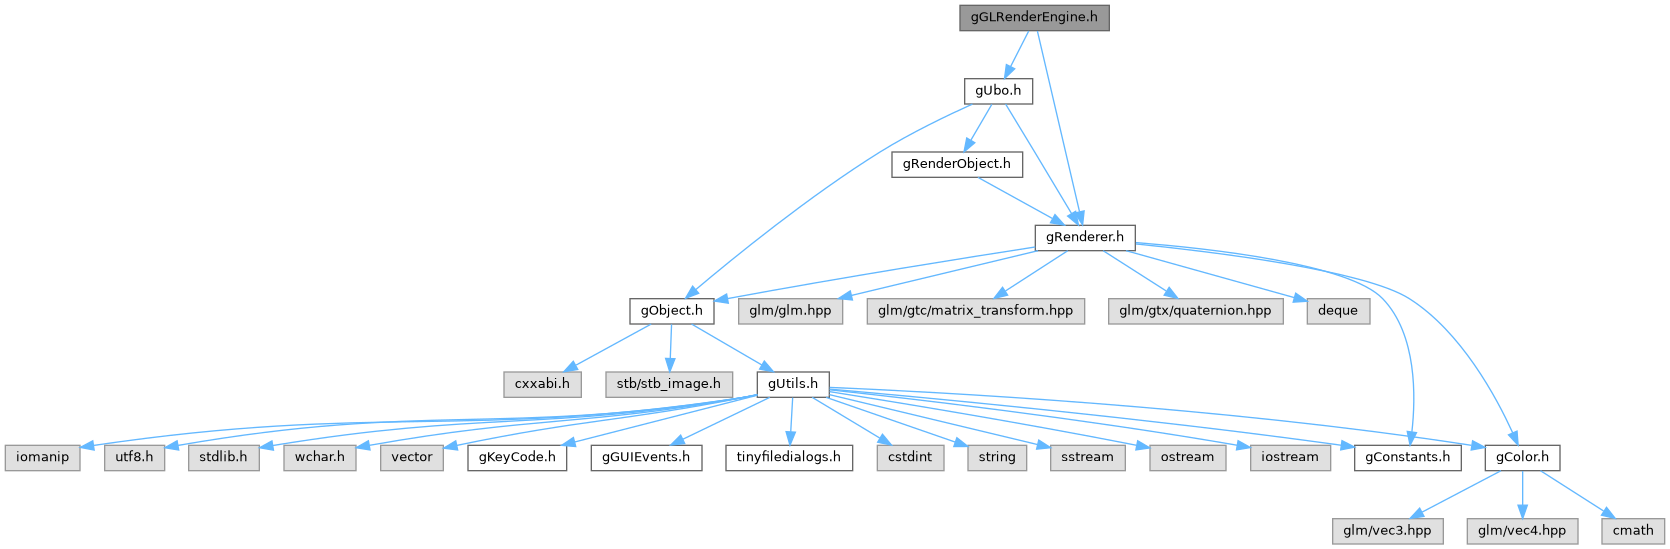 gGLRenderEngine.h
gUbo.h
gRenderObject.h
gRenderer.h
gObject.h
glm/glm.hpp
glm/gtc/matrix_transform.hpp
glm/gtx/quaternion.hpp
deque
cxxabi.h
stb/stb_image.h
gUtils.h
iomanip
utf8.h
stdlib.h
wchar.h
vector
gKeyCode.h
gGUIEvents.h
tinyfiledialogs.h
cstdint
string
sstream
ostream
iostream
gConstants.h
gColor.h
glm/vec3.hpp
glm/vec4.hpp
cmath